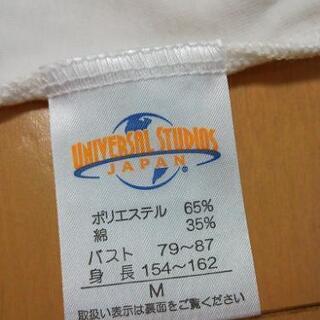 UNIVERSAL STUDIOS
JAPAN
®
ポリエステル 65%
綿 35%
バスト 79~87
身長 154~162
M
取扱い表示は裏面をご覧ください